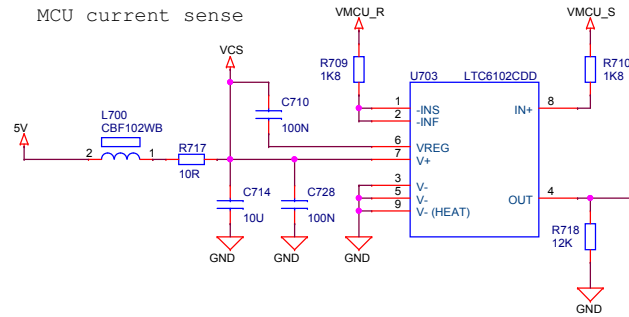 MCU current sense
VMCU_R
VMCU_S
VCS
R709
1K8
R710
1K8
U703
LTC6102CDD
C710
100N
1
-INS
2
-INF
IN+
8
L700
CBF102WB
5V
2
1
R717
10R
6
VREG
7
V+
C714
10U
C728
100N
3
V-
5
V-
9
V- (HEAT)
OUT
4
R718
12K
GND
GND
GND
GND